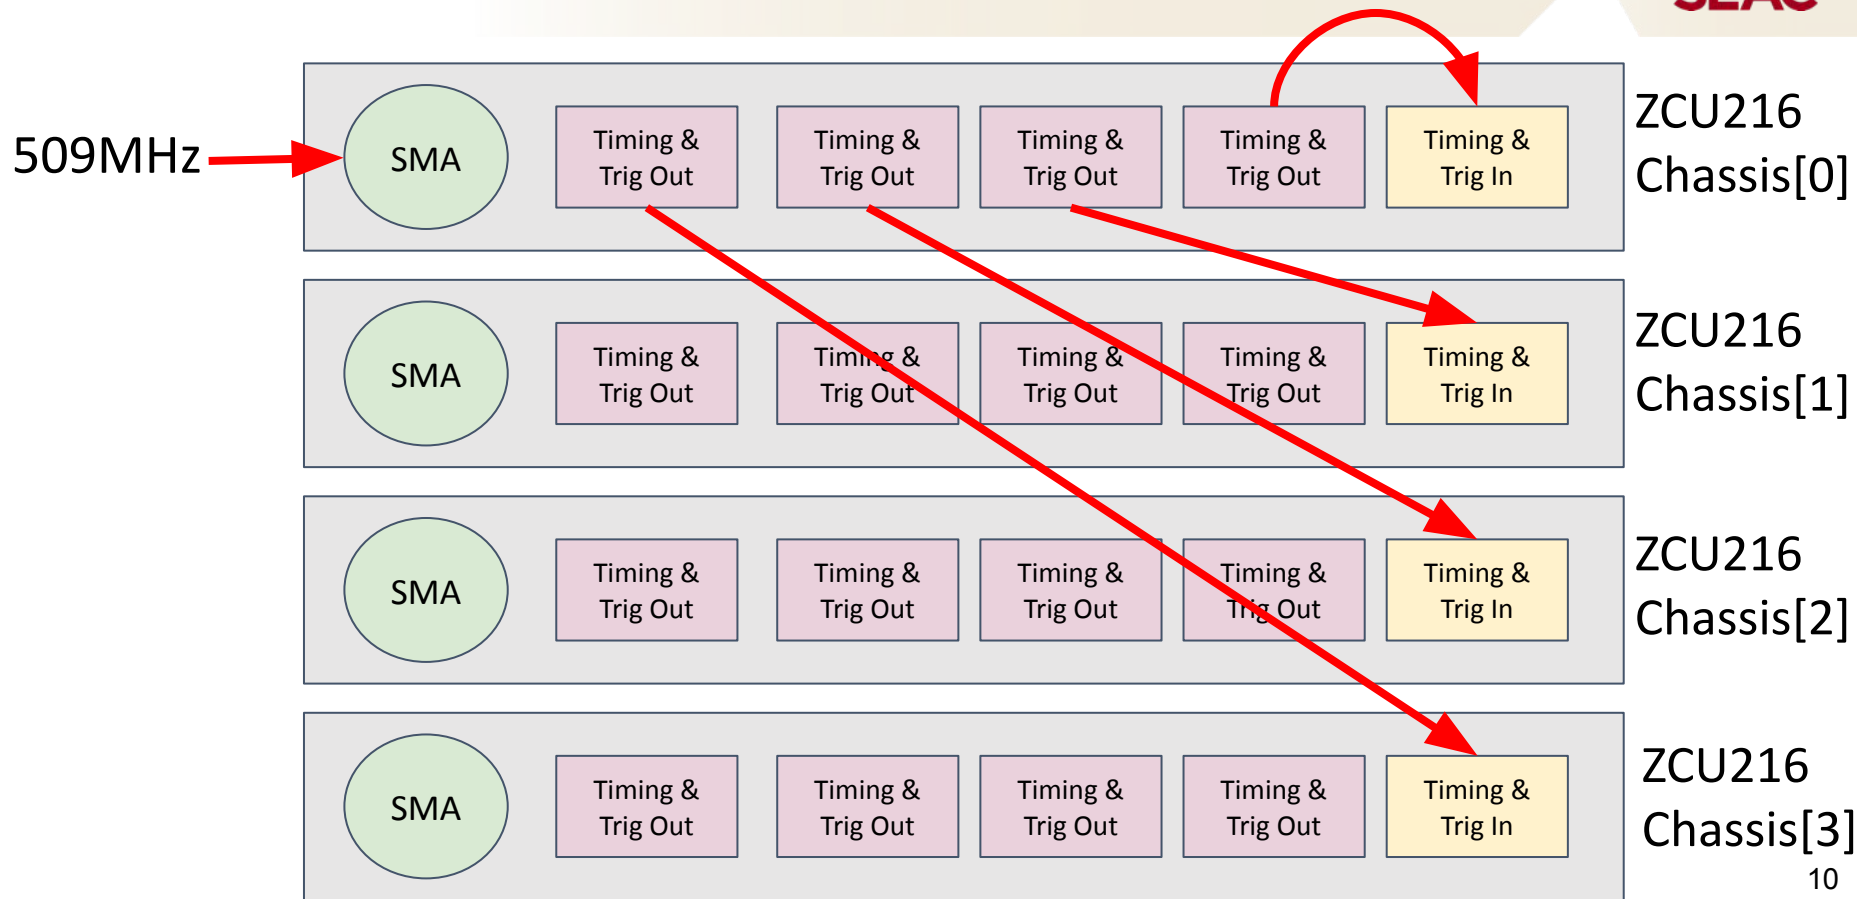 SLAC
509MHz
SMA
Timing &
Trig Out
Timing &
Trig Out
Timing &
Trig Out
Timing &
Trig Out
Timing &
Trig In
ZCU216
Chassis[0]
SMA
Timing &
Trig Out
Timing &
Trig Out
Timing &
Trig Out
Timing &
Trig Out
Timing &
Trig In
ZCU216
Chassis[1]
SMA
Timing &
Trig Out
Timing &
Trig Out
Timing &
Trig Out
Timing &
Trig Out
Timing &
Trig In
ZCU216
Chassis[2]
SMA
Timing &
Trig Out
Timing &
Trig Out
Timing &
Trig Out
Timing &
Trig Out
Timing &
Trig In
ZCU216
Chassis[3]
10